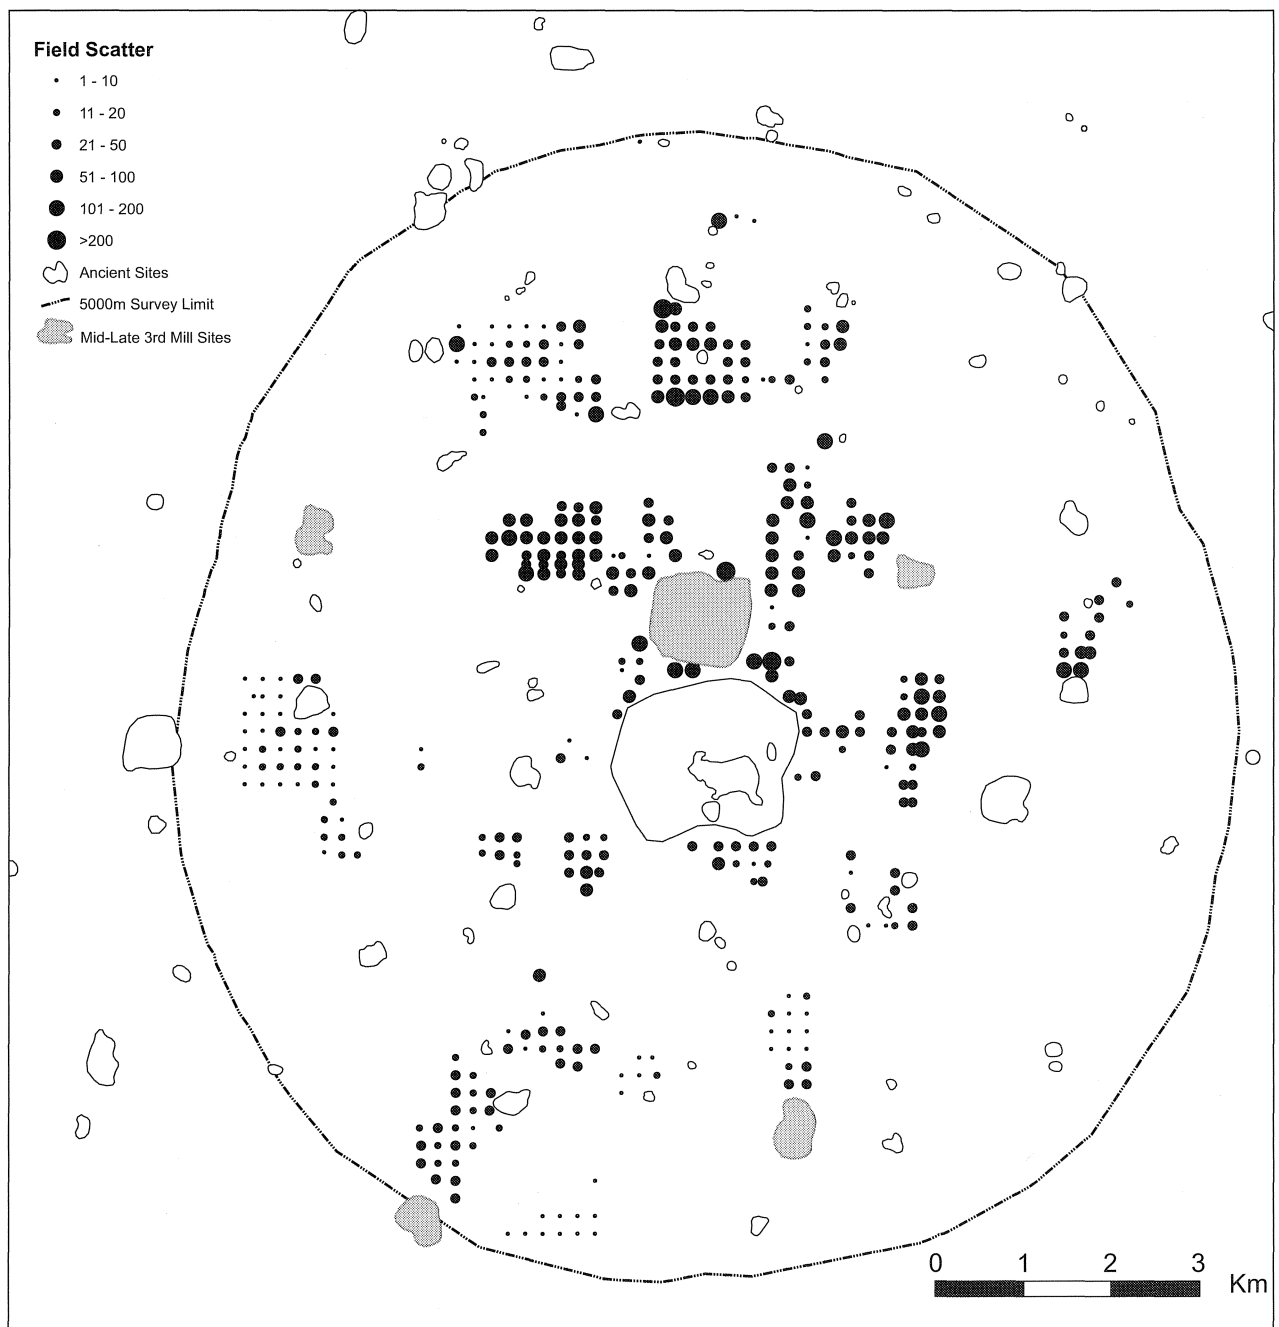 Field Scatter
1 - 10
11 - 20
21 - 50
51 - 100
101 - 200
>200
Ancient Sites
5000m Survey Limit
Mid-Late 3rd Mill Sites
0 1 2 3
Km